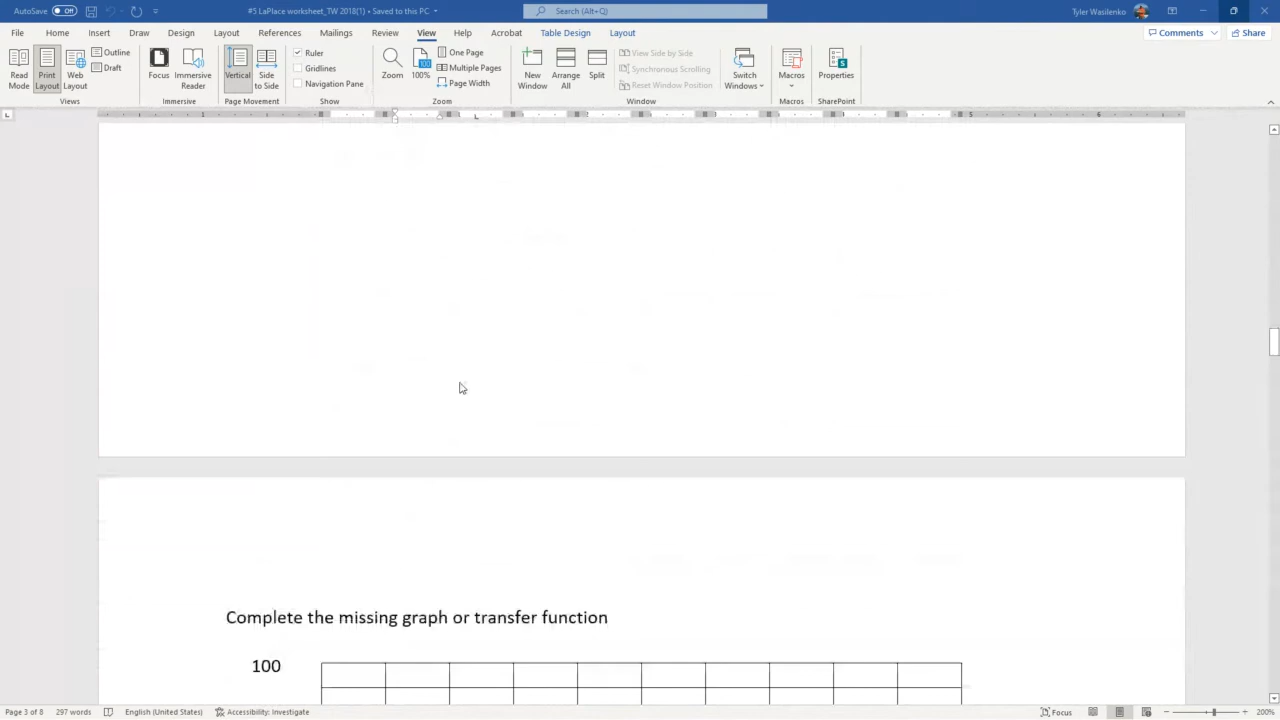 AutoSave Off #5 LaPlace worksheet_TW 2018(1) • Saved to this PC Search (Alt+Q) Tyler Wasilenko
File Home Insert Draw Design Layout References Mailings Review View Help Acrobat Table Design Layout Comments Share
Read Mode
Print Layout
Web Layout
Outline
Draft
Views
Focus
Immersive Reader
Immersive
Vertical
Side to Side
Page Movement
Ruler
Gridlines
Navigation Pane
Show
Zoom
100
100%
One Page
Multiple Pages
Page Width
Zoom
New Window
Arrange All
Split
View Side by Side
Synchronous Scrolling
Reset Window Position
Window
Switch Windows
Macros
Macros
S
Properties
SharePoint
1 2 5 6
Complete the missing graph or transfer function
100
Page 3 of 8 297 words English (United States) Accessibility: Investigate Focus 200%